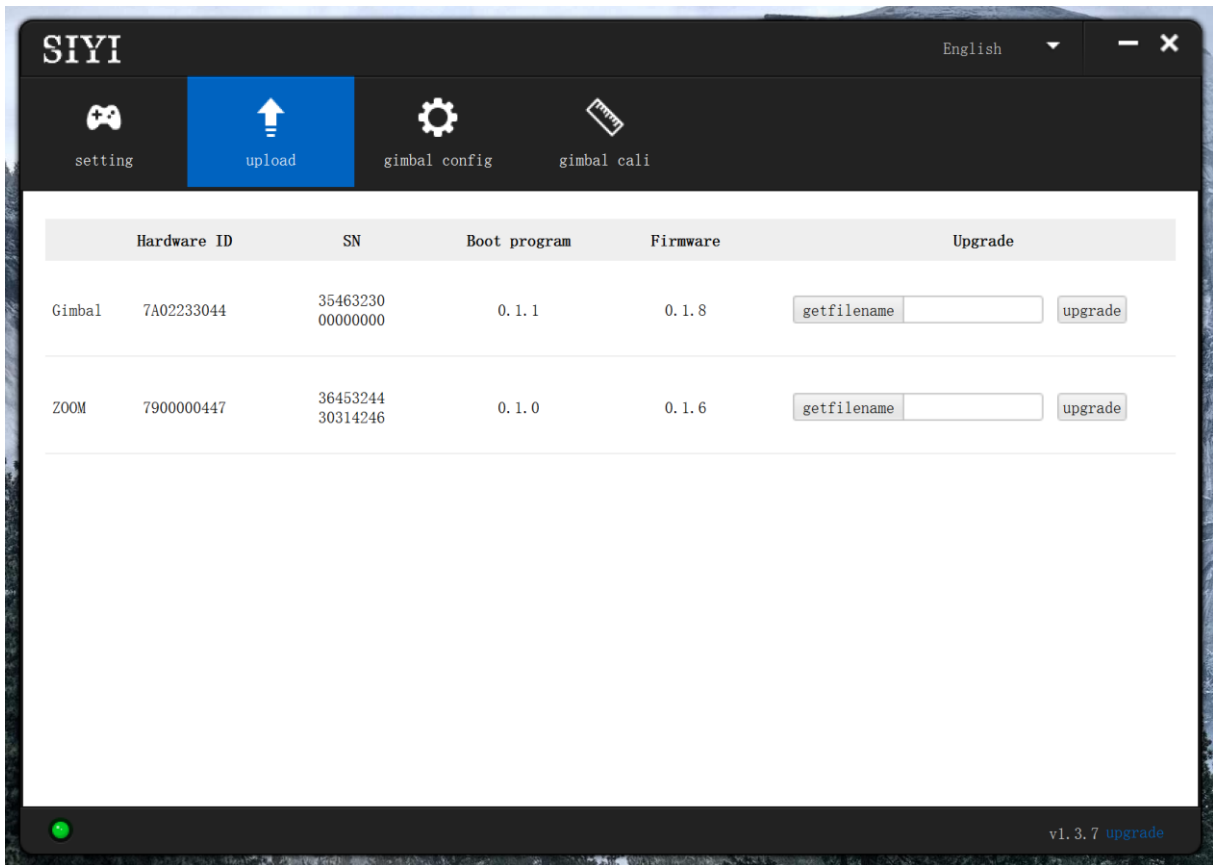 SIYI
English
setting
upload
gimbal config
gimbal cali
Hardware ID SN Boot program Firmware Upgrade
Gimbal 7A02233044 35463230 0.1.1 0.1.8 getfilename upgrade
00000000
ZOOM 7900000447 36453244 0.1.0 0.1.6 getfilename upgrade
30314246
v1.3.7 upgrade